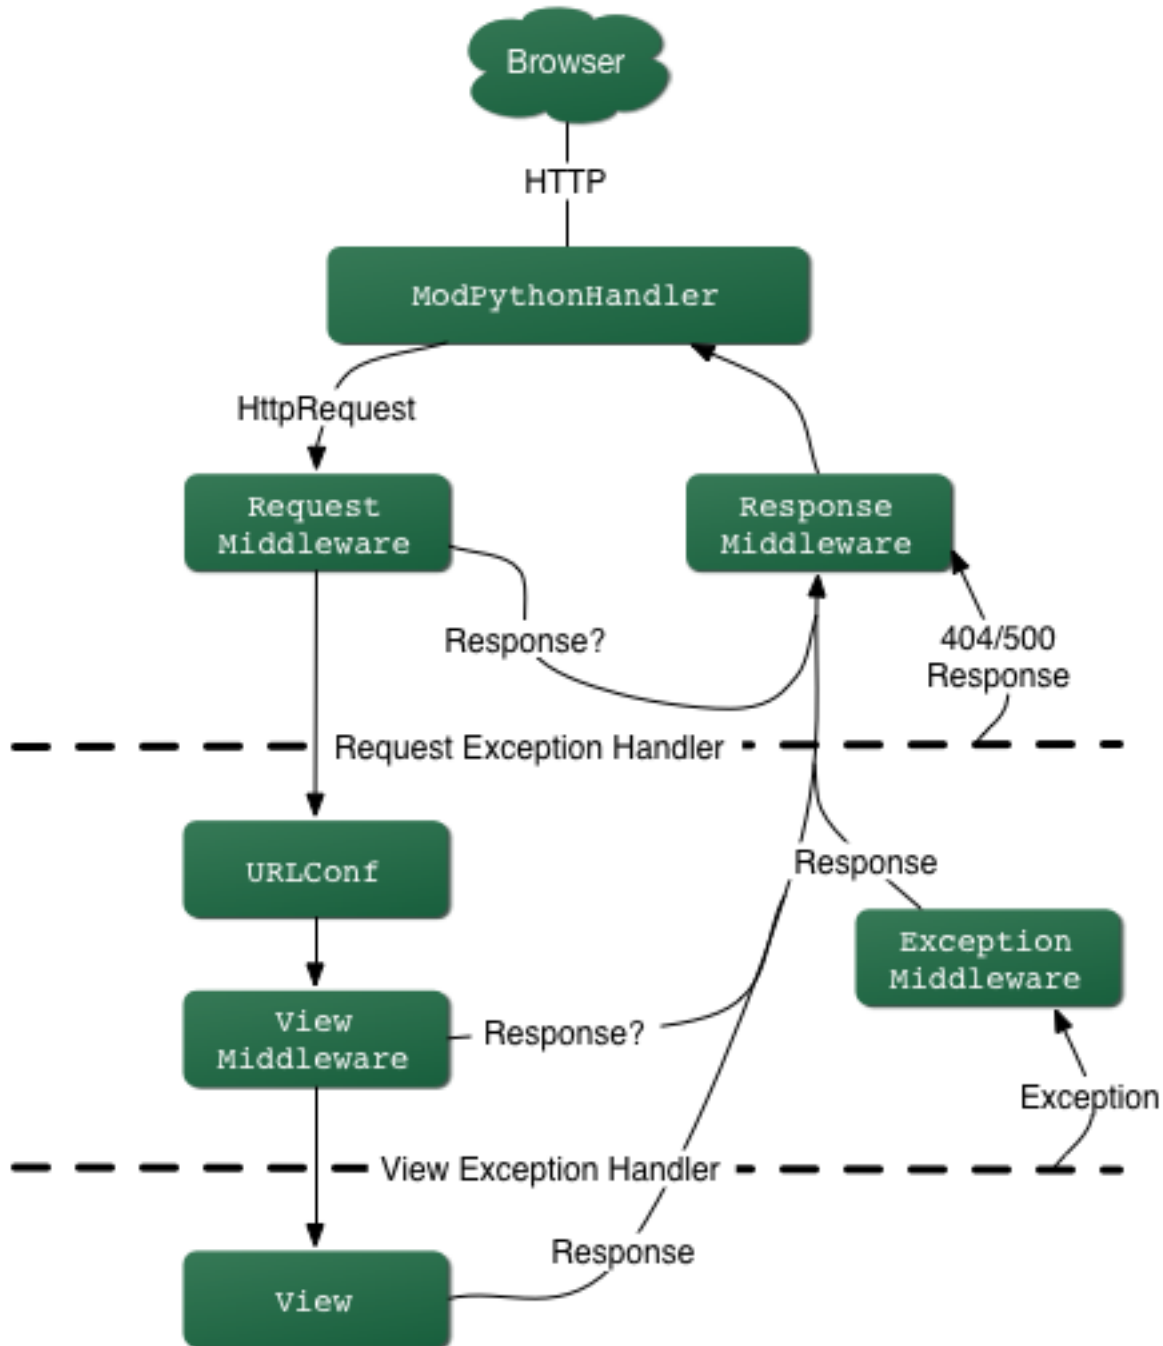 Browser
HTTP
ModPythonHandler
HttpRequest
Request
Middleware
Response
Middleware
Response?
404/500
Response
Request Exception Handler
URLConf
Response
Exception
Middleware
View
Middleware
Response?
Exception
View Exception Handler
Response
View